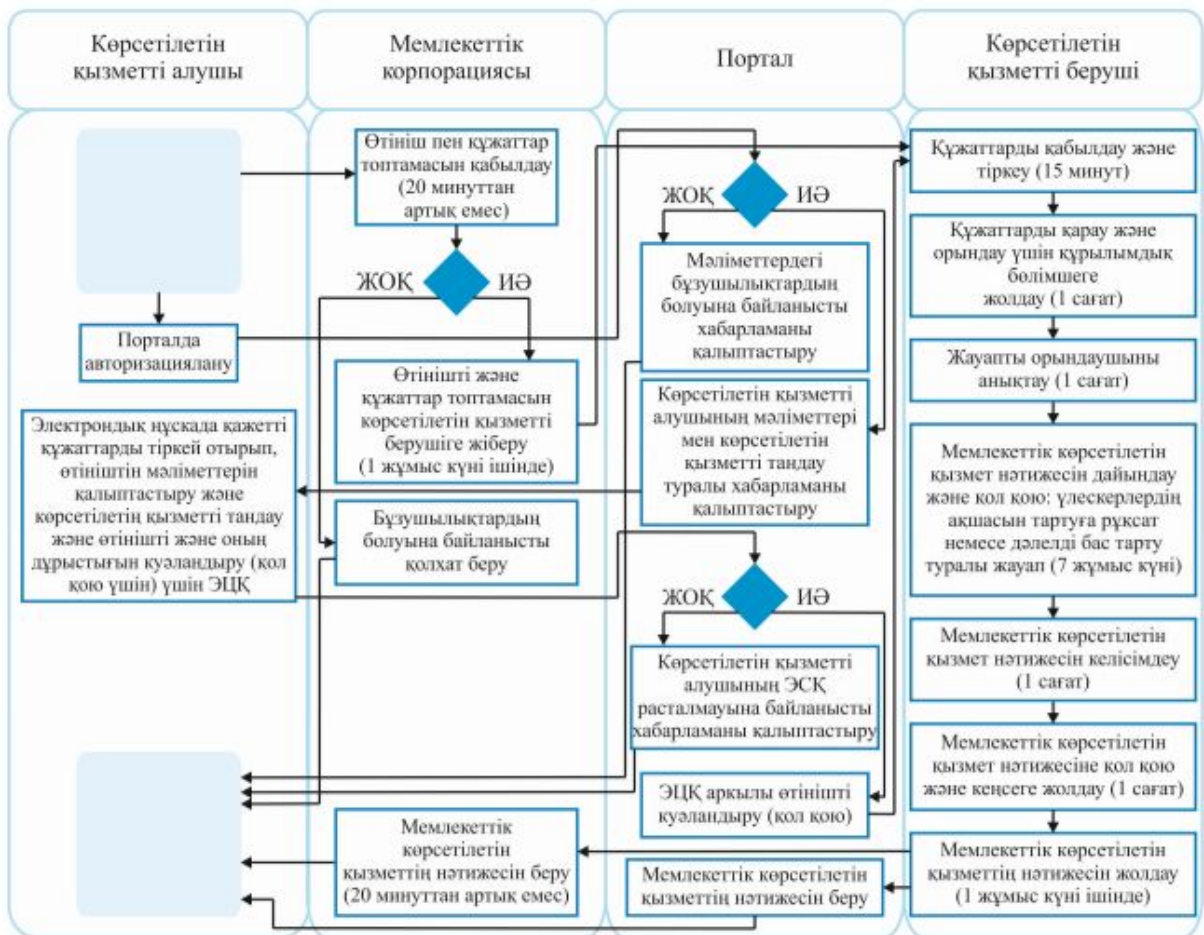 Көрсетілетін
қызметті алушы
Мемлекеттік
корпорациясы
Портал
Көрсетілетін
қызметті беруші
Порталда
авторизациялану
Электрондық нұскада қажетті
құжаттарды тіркей отырып,
өтініштін мәліметтерін
қалыптастыру және
көрсетілетің қызметті тандау
және өтінішті және оның
дұрыстығын куәландыру (қол
қою үшін) үшін ЭЦҚ
Өтініш пен құжаттар
топтамасын қабылдау
(20 минуттан
артық емес)
ЖОҚ
ИӘ
Өтінішті және
құжаттар топтамасын
көрсетілетін қызметті
берушіге жіберу
(1 жұмыс күні ішінде)
Бұзушылықтардың
болуына байланысты
қолхат беру
Мемлекеттік
көрсетілетін
қызметтің нәтижесін беру
(20 минуттан артық емес)
ЖОҚ
ИӘ
Мәліметтердегі
бұзушылықтардың
болуына байланысты
хабарламаны
қалыптастыру
Көрсетілетін қызметті
алушының мәліметтері
мен көрсетілетін
қызметті тандау
туралы хабарламаны
қалыптастыру
ЖОҚ
ИӘ
Көрсетілетін қызметті
алушының ЭСҚ
расталмауына байланысты
хабарламаны қалыптастыру
ЭЦҚ арқылы өтінішті
куәландыру (қол қою)
Мемлекеттік көрсетілетін
қызметтің нәтижесін беру
Құжаттарды қабылдау және
тіркеу (15 минут)
Құжаттарды қарау және
орындау үшін құрылымдық
бөлімшеге
жолдау (1 сағат)
Жауапты орындаушыны
анықтау (1 сағат)
Мемлекеттік көрсетілетін
қызмет нәтижесін дайындау
және қол қою: үлескерлердің
ақшасын тартуға рұқсат
немесе дәлелді бас тарту
туралы жауап (7 жұмыс күні)
Мемлекеттік көрсетілетін
қызмет нәтижесін келісімдеу
(1 сағат)
Мемлекеттік көрсетілетін
қызмет нәтижесіне қол қою
және кеңсеге жолдау (1 сағат)
Мемлекеттік көрсетілетін
қызметтің нәтижесін жолдау
(1 жұмыс күні ішінде)